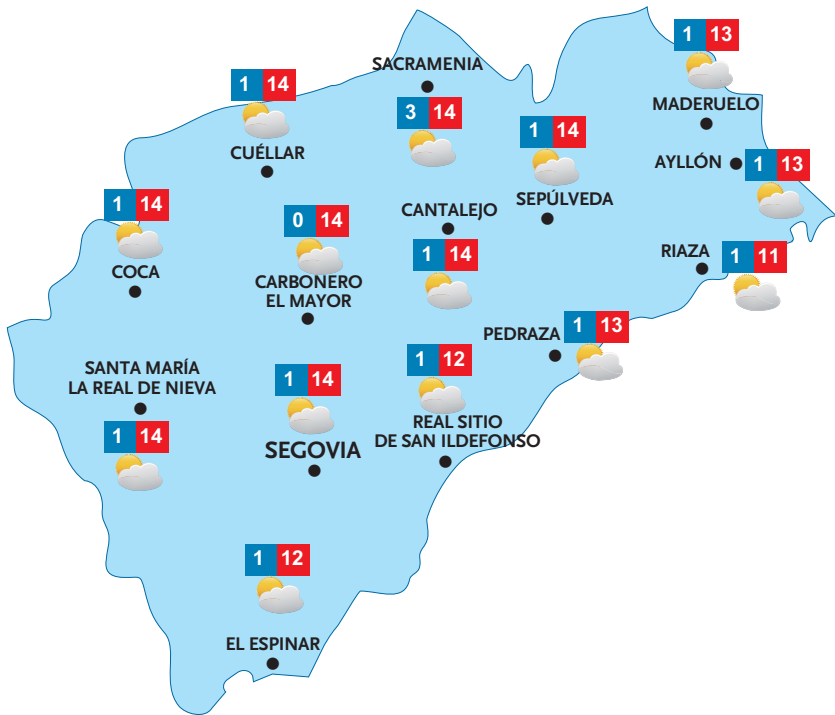 1 13
MADERUELO
SACRAMENIA
3 14
1 14
CUÉLLAR
1 14
SEPÚLVEDA
AYLLÓN
1 13
1 14
COCA
0 14
CARBONERO
EL MAYOR
CANTALEJO
1 14
RIAZA
1 11
PEDRAZA
1 13
SANTA MARÍA
LA REAL DE NIEVA
1 14
1 14
SEGOVIA
1 12
REAL SITIO
DE SAN ILDEFONSO
1 12
EL ESPINAR